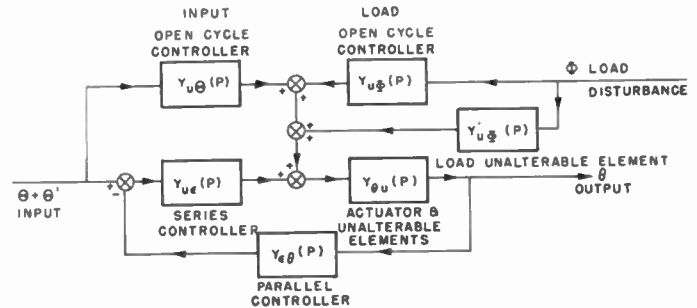 INPUT
OPEN CYCLE
CONTROLLER
LOAD
OPEN CYCLE
CONTROLLER
Y_uΘ (P)
+
+
+
Y_uΦ (P)
Φ LOAD
DISTURBANCE
+
+
Y'_uΦ (P)
LOAD UNALTERABLE ELEMENT
Θ + Θ'
INPUT
+
−
Y_uε (P)
SERIES
CONTROLLER
+
+
Y_θu (P)
ACTUATOR &
UNALTERABLE
ELEMENTS
θ
OUTPUT
Y_εθ (P)
PARALLEL
CONTROLLER